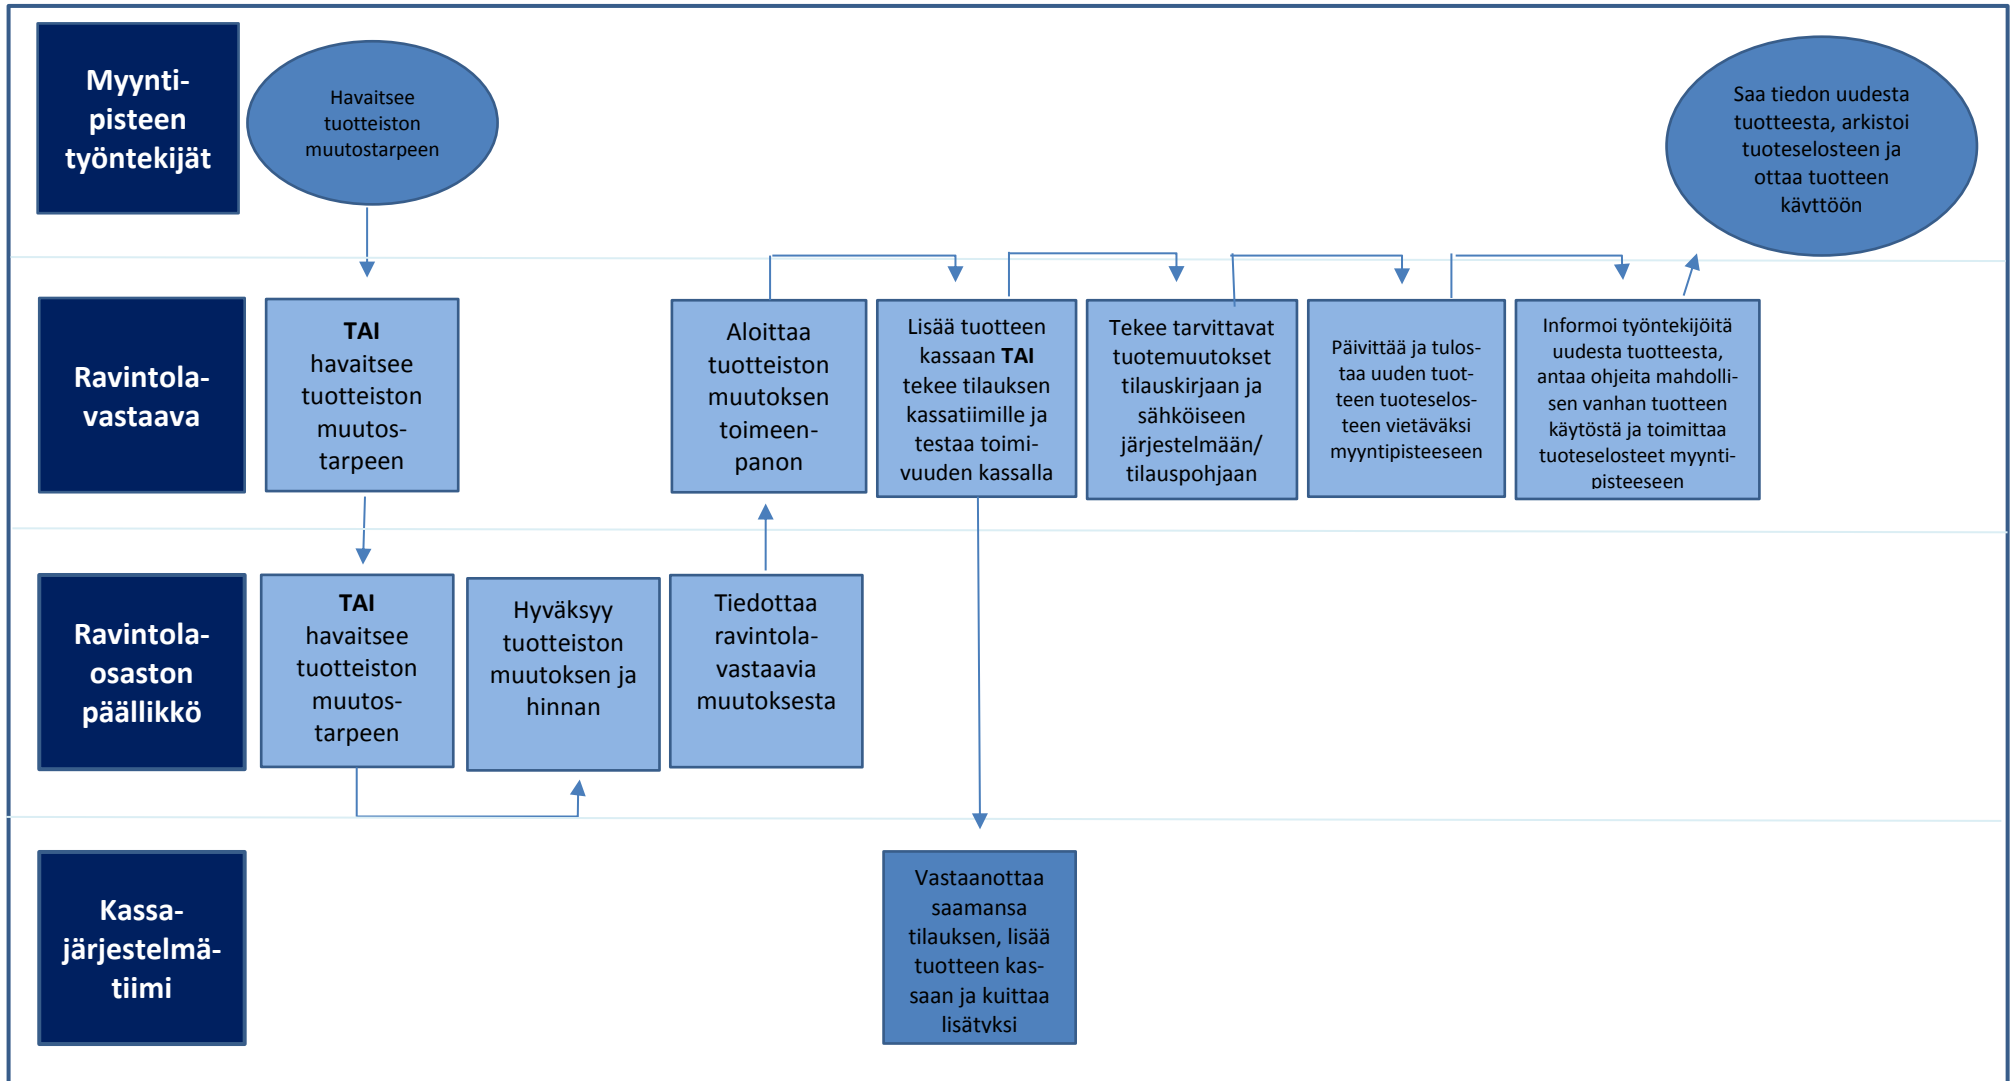 Myynti-
pisteen
työntekijät
Havaitsee
tuotteiston
muutostarpeen
Saa tiedon uudesta
tuotteesta, arkistoi
tuoteselosteen ja
ottaa tuotteen
käyttöön
Ravintola-
vastaava
TAI
havaitsee
tuotteiston
muutos-
tarpeen
Aloittaa
tuotteiston
muutoksen
toimeen-
panon
Lisää tuotteen
kassaan TAI
tekee tilauksen
kassatiimille ja
testaa toimi-
vuuden kassalla
Tekee tarvittavat
tuotemuutokset
tilauskirjaan ja
sähköiseen
järjestelmään/
tilauspohjaan
Päivittää ja tulos-
taa uuden tuot-
teen tuoteselos-
teen vietäväksi
myyntipisteeseen
Informoi työntekijöitä
uudesta tuotteesta,
antaa ohjeita mahdolli-
sen vanhan tuotteen
käytöstä ja toimittaa
tuoteselosteet myynti-
pisteeseen
Ravintola-
osaston
päällikkö
TAI
havaitsee
tuotteiston
muutos-
tarpeen
Hyväksyy
tuotteiston
muutoksen ja
hinnan
Tiedottaa
ravintola-
vastaavia
muutoksesta
Kassa-
järjestelmä-
tiimi
Vastaanottaa
saamansa
tilauksen, lisää
tuotteen kas-
saan ja kuittaa
lisätyksi